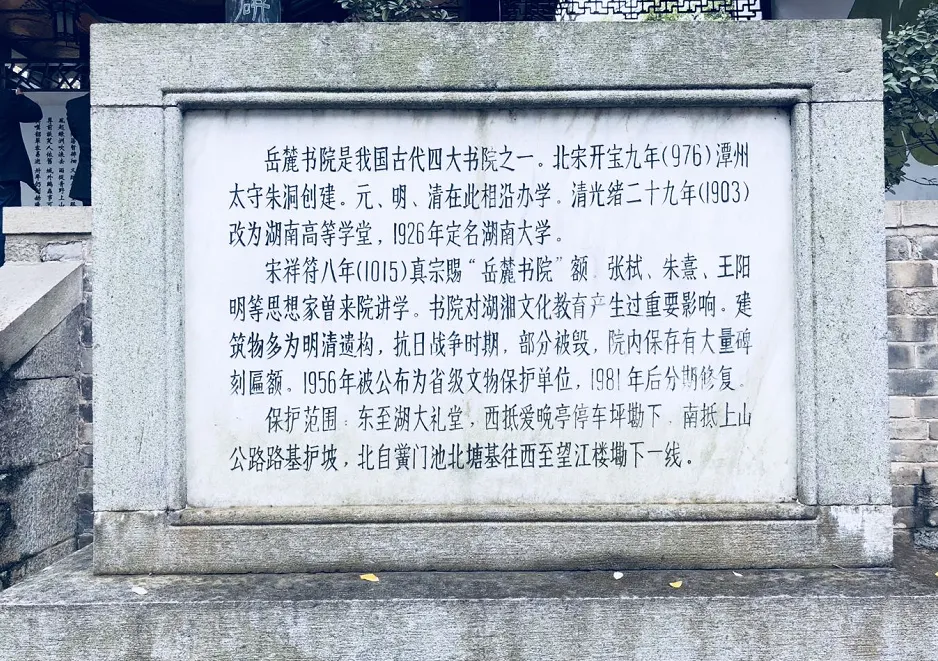 研
岳麓书院是我国古代四大书院之一。北宋开宝九年(976)潭州
太守朱洞创建。元、明、清在此相沿办学。清光绪二十九年(1903)
改为湖南高等学堂，1926年定名湖南大学。
宋祥符八年(1015)真宗赐“岳麓书院”额．张栻、朱熹、王阳
明等思想家曾来院讲学。书院对湖湘文化教育产生过重要影响。建
筑物多为明清遗构，抗日战争时期，部分被毁，院内保存有大量碑
刻匾额。1956年被公布为省级文物保护单位，1981年后分期修复。
保护范围：东至湖大礼堂，西抵爱晚亭停车坪墈下．南抵上山
公路路基护坡，北自黉门池北塘基往西至望江楼墈下一线。